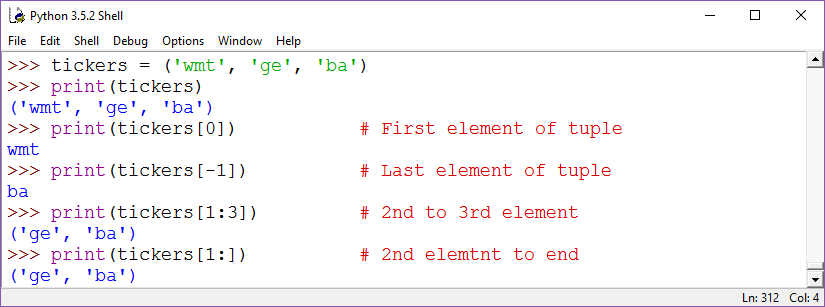 Python 3.5.2 Shell
File Edit Shell Debug Options Window Help
>>> tickers = ('wmt', 'ge', 'ba')
>>> print(tickers)
('wmt', 'ge', 'ba')
>>> print(tickers[0]) # First element of tuple
wmt
>>> print(tickers[-1]) # Last element of tuple
ba
>>> print(tickers[1:3]) # 2nd to 3rd element
('ge', 'ba')
>>> print(tickers[1:]) # 2nd elemtnt to end
('ge', 'ba')
Ln: 312 Col: 4